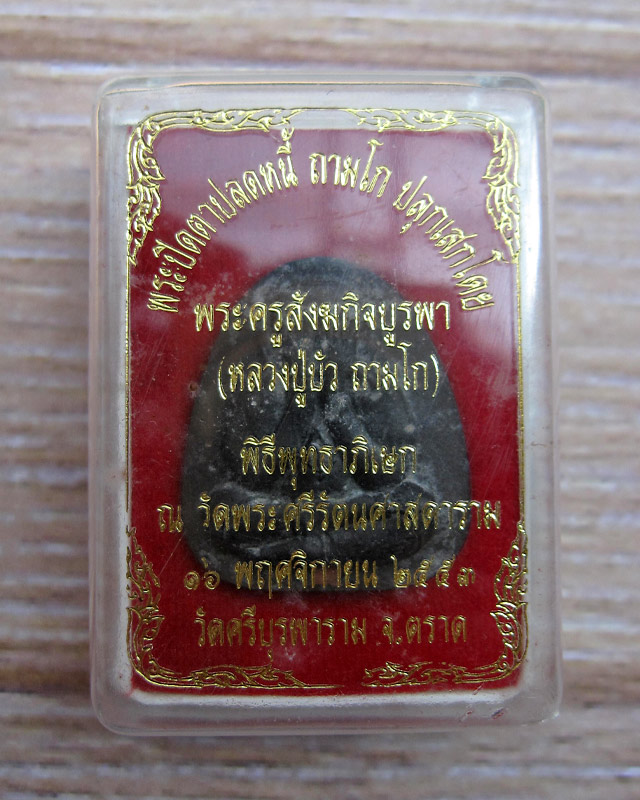 พระปิดตาปลดหนี้ ถามโก ปลุกเสกโดย
พระครูสังฆกิจบูรพา
(หลวงปู่บัว ถามโก)
พิธีพุทธาภิเษก
ณ วัดพระศรีรัตนศาสดาราม
๑๖ พฤศจิกายน ๒๕๕๓
วัดศรีบูรพาราม จ.ตราด